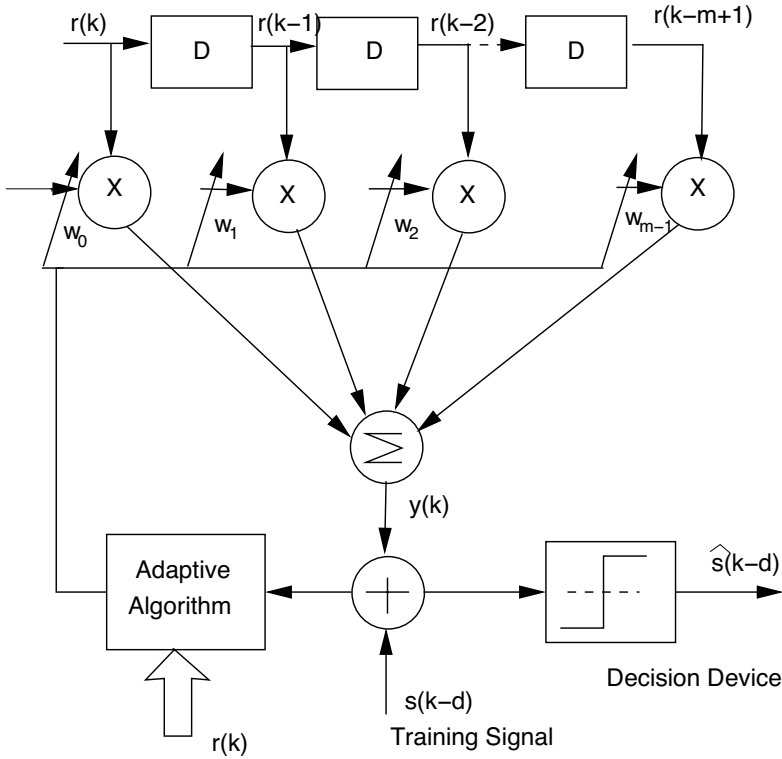 r(k)
r(k−1)
r(k−2)
r(k−m+1)
D
D
D
X
X
X
X
w0
w1
w2
wm−1
Σ
y(k)
Adaptive
Algorithm
+
ŝ(k−d)
Decision Device
s(k−d)
Training Signal
r(k)